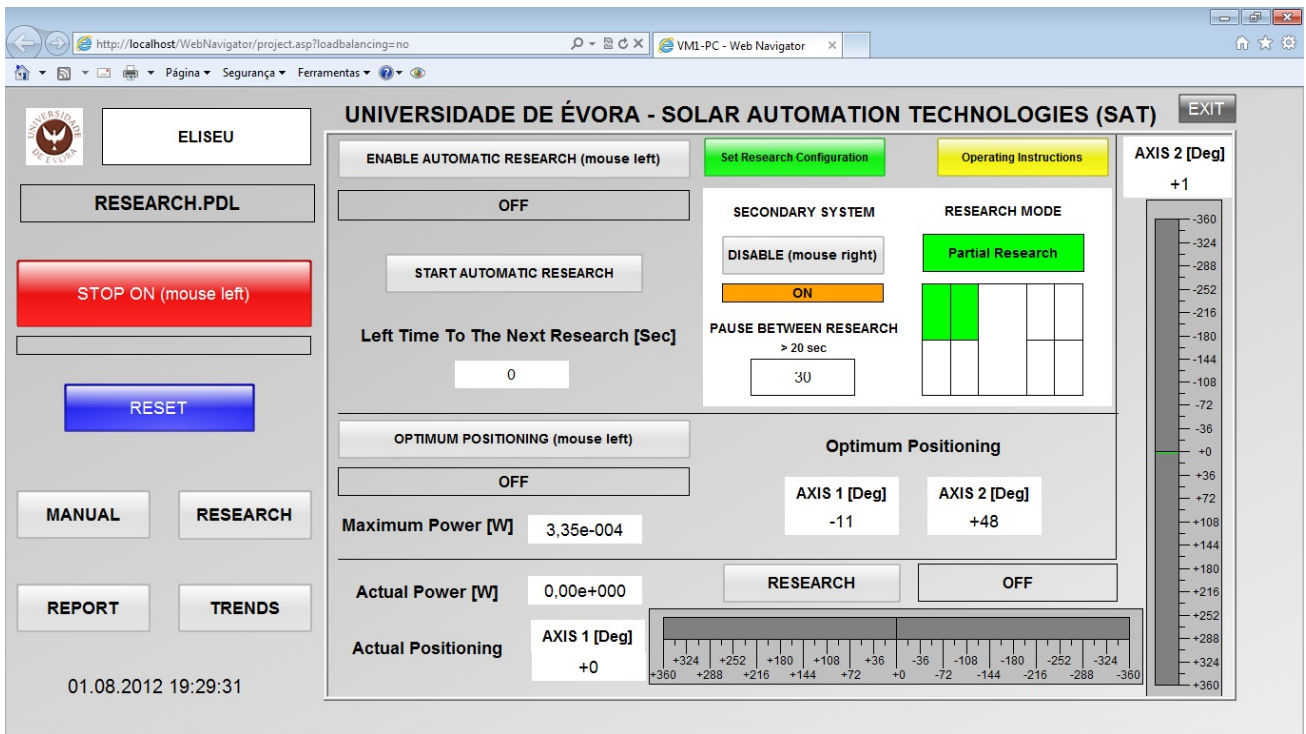 http://localhost/WebNavigator/project.asp?loadbalancing=no
VM1-PC - Web Navigator
Página Segurança Ferramentas
UNIVERSIDADE DE ÉVORA
ELISEU
UNIVERSIDADE DE ÉVORA - SOLAR AUTOMATION TECHNOLOGIES (SAT)
EXIT
RESEARCH.PDL
STOP ON (mouse left)
RESET
MANUAL
RESEARCH
REPORT
TRENDS
01.08.2012 19:29:31
ENABLE AUTOMATIC RESEARCH (mouse left)
OFF
START AUTOMATIC RESEARCH
Left Time To The Next Research [Sec]
0
Set Research Configuration
Operating Instructions
SECONDARY SYSTEM
DISABLE (mouse right)
ON
PAUSE BETWEEN RESEARCH
> 20 sec
30
RESEARCH MODE
Partial Research
OPTIMUM POSITIONING (mouse left)
OFF
Maximum Power [W]
3,35e-004
Optimum Positioning
AXIS 1 [Deg]
-11
AXIS 2 [Deg]
+48
Actual Power [W]
0,00e+000
RESEARCH
OFF
Actual Positioning
AXIS 1 [Deg]
+0
+324 +252 +180 +108 +36 -36 -108 -180 -252 -324
+360 +288 +216 +144 +72 +0 -72 -144 -216 -288 -360
AXIS 2 [Deg]
+1
-360
-324
-288
-252
-216
-180
-144
-108
-72
-36
+0
+36
+72
+108
+144
+180
+216
+252
+288
+324
+360